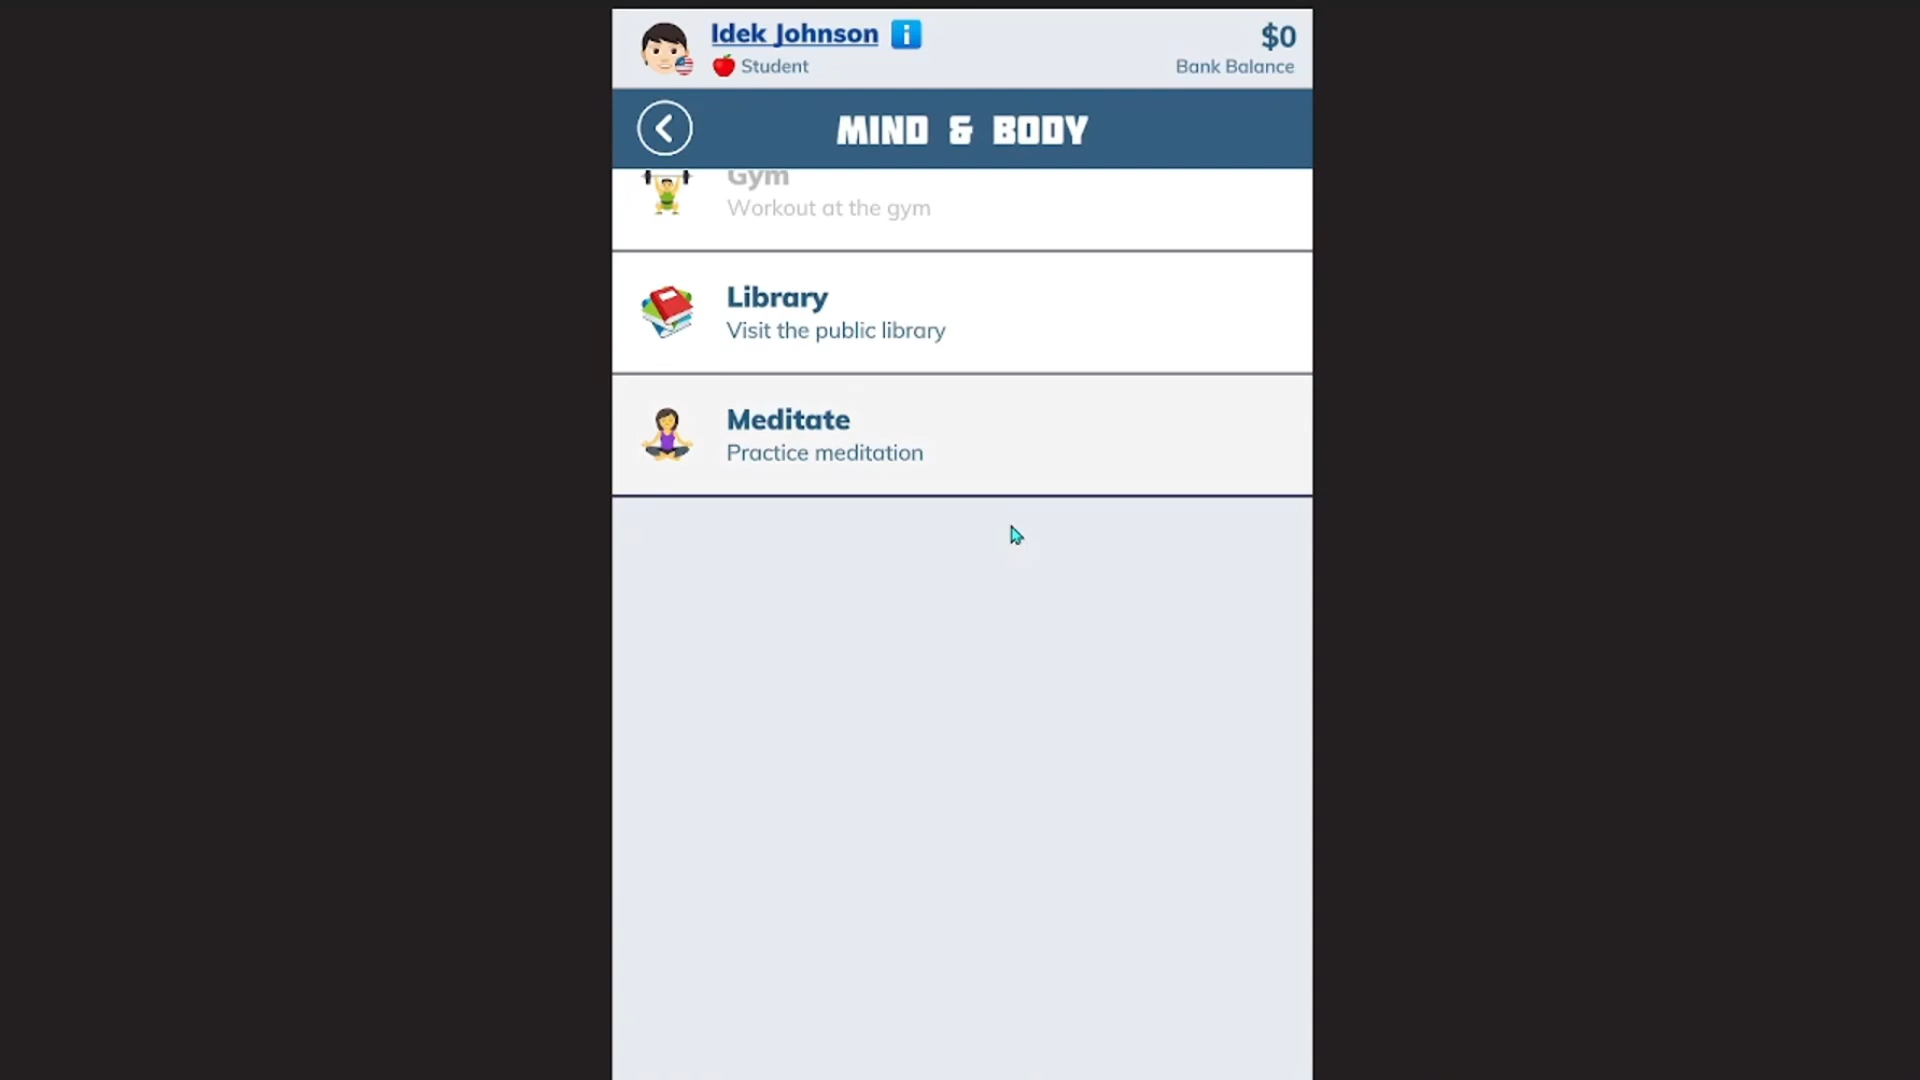 Idek Johnson i
$0
Student
Bank Balance
MIND & BODY
Gym
Workout at the gym
Library
Visit the public library
Meditate
Practice meditation